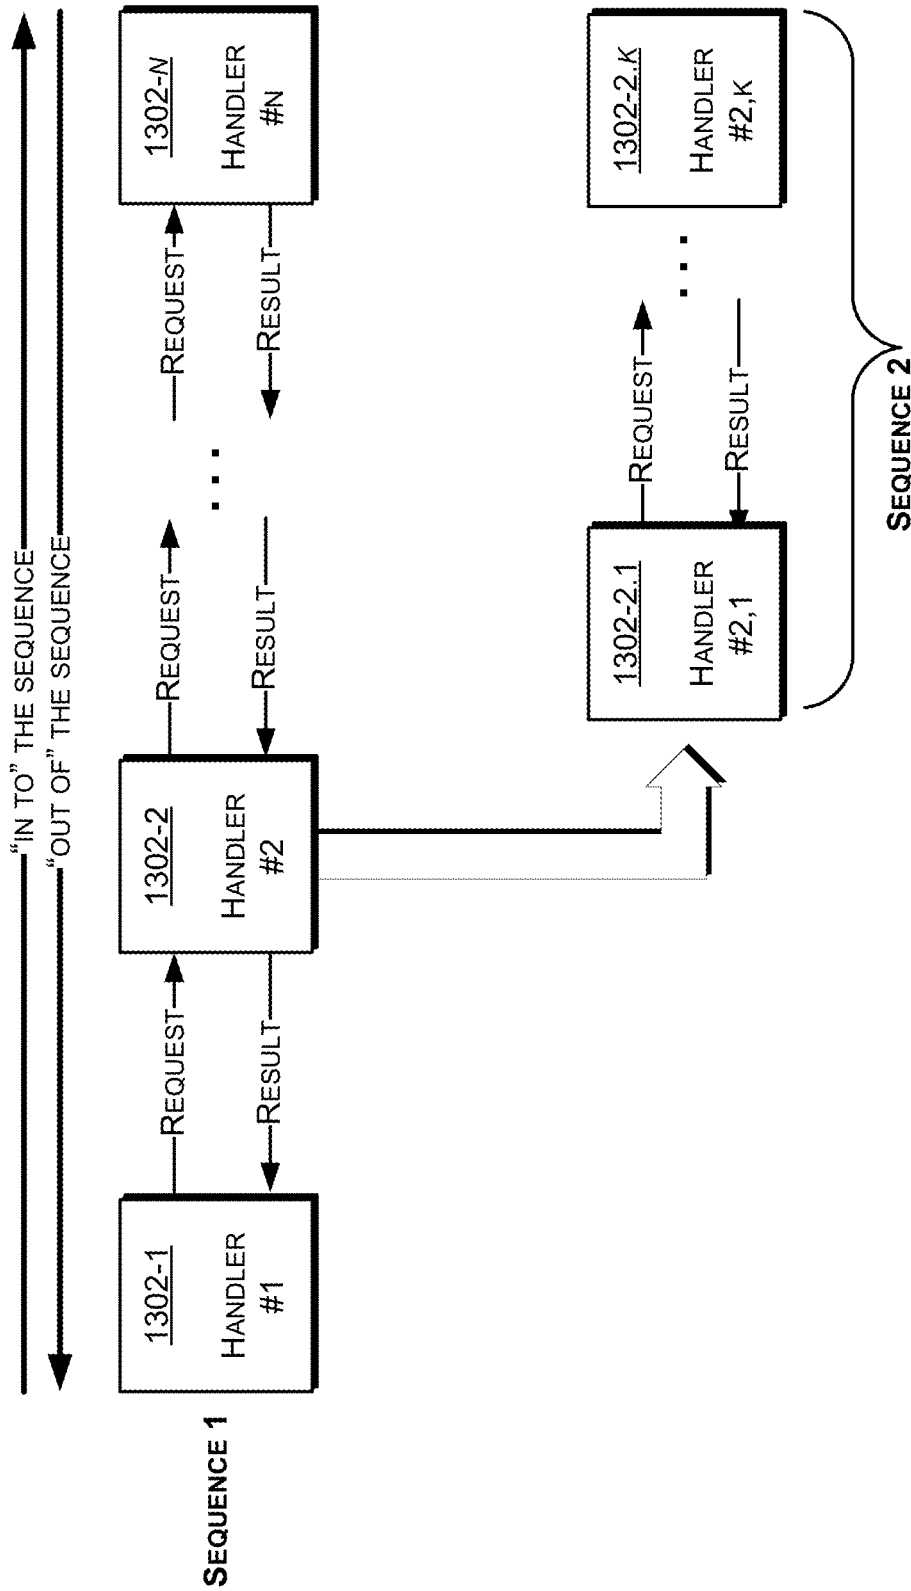 “IN TO” THE SEQUENCE
“OUT OF” THE SEQUENCE
SEQUENCE 1
1302-1
HANDLER
#1
REQUEST
RESULT
1302-2
HANDLER
#2
REQUEST
RESULT
...
REQUEST
RESULT
1302-N
HANDLER
#N
1302-2.1
HANDLER
#2,1
REQUEST
RESULT
...
1302-2.K
HANDLER
#2,K
SEQUENCE 2